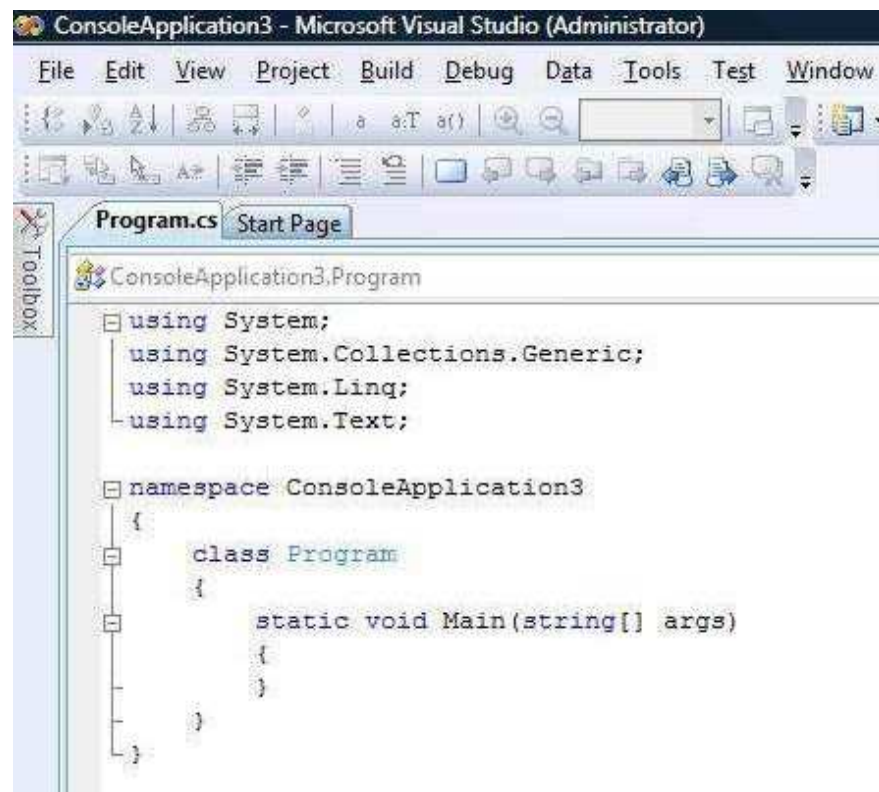 ConsoleApplication3 - Microsoft Visual Studio (Administrator)
File Edit View Project Build Debug Data Tools Test Window
a a:T a()
Program.cs Start Page
Toolbox
ConsoleApplication3.Program
using System;
using System.Collections.Generic;
using System.Linq;
using System.Text;
namespace ConsoleApplication3
{
class Program
{
static void Main(string[] args)
{
}
}
}